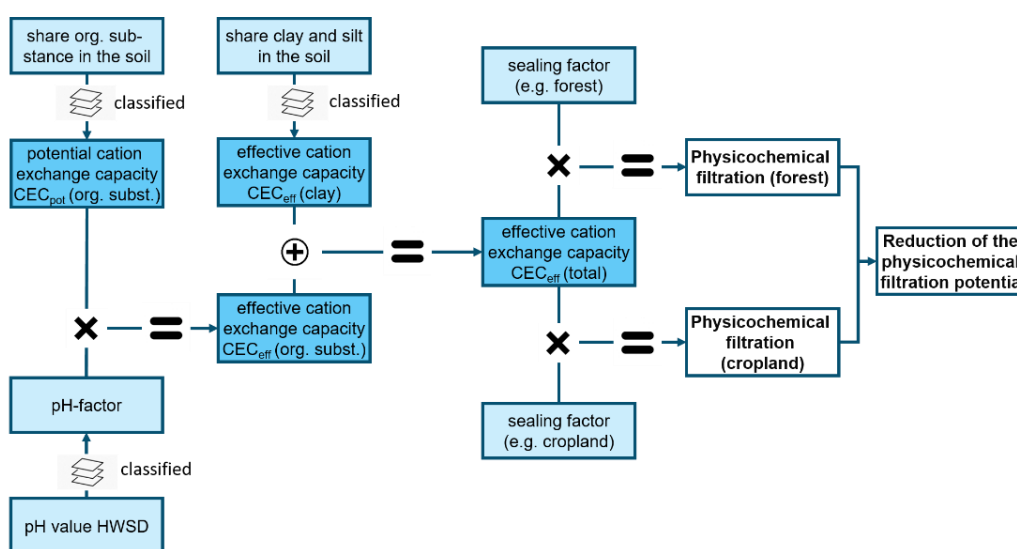 share org. sub-
stance in the soil
classified
potential cation
exchange capacity
CECpot (org. subst.)
pH-factor
classified
pH value HWSD
share clay and silt
in the soil
classified
effective cation
exchange capacity
CECeff (clay)
effective cation
exchange capacity
CECeff (org. subst.)
sealing factor
(e.g. forest)
effective cation
exchange capacity
CECeff (total)
sealing factor
(e.g. cropland)
Physicochemical
filtration (forest)
Physicochemical
filtration
(cropland)
Reduction of the
physicochemical
filtration potentia